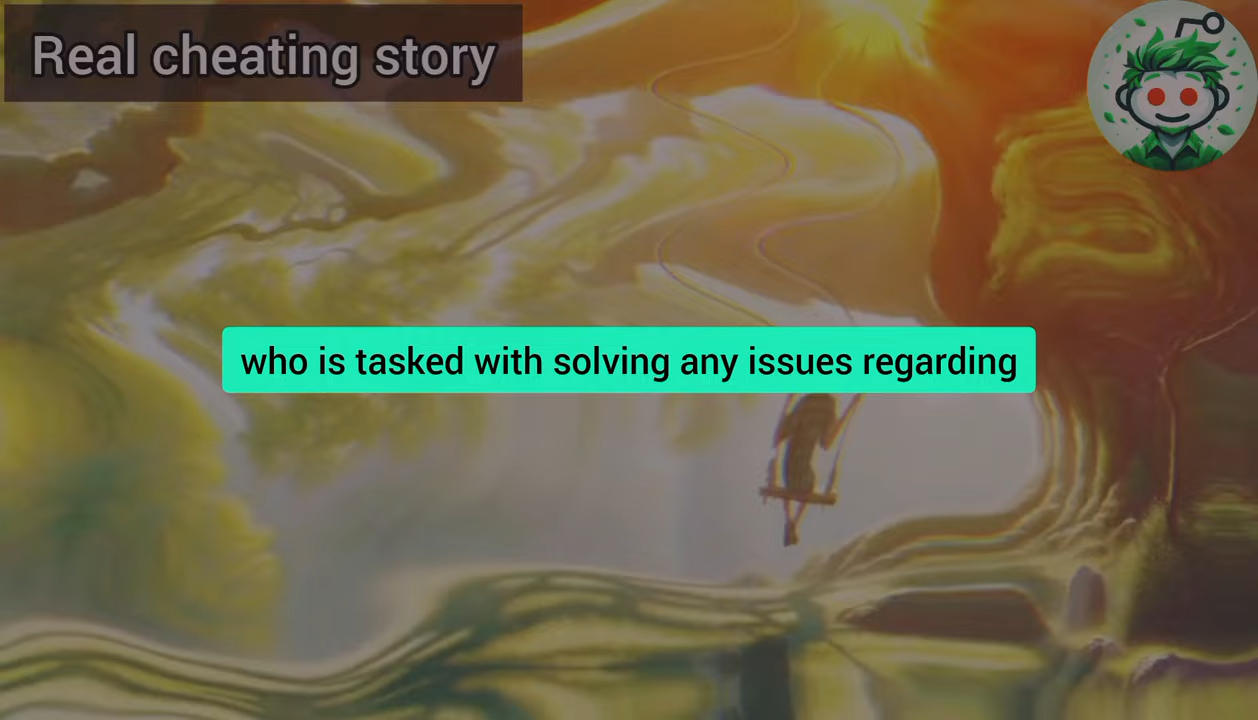 Real cheating story
who is tasked with solving any issues regarding